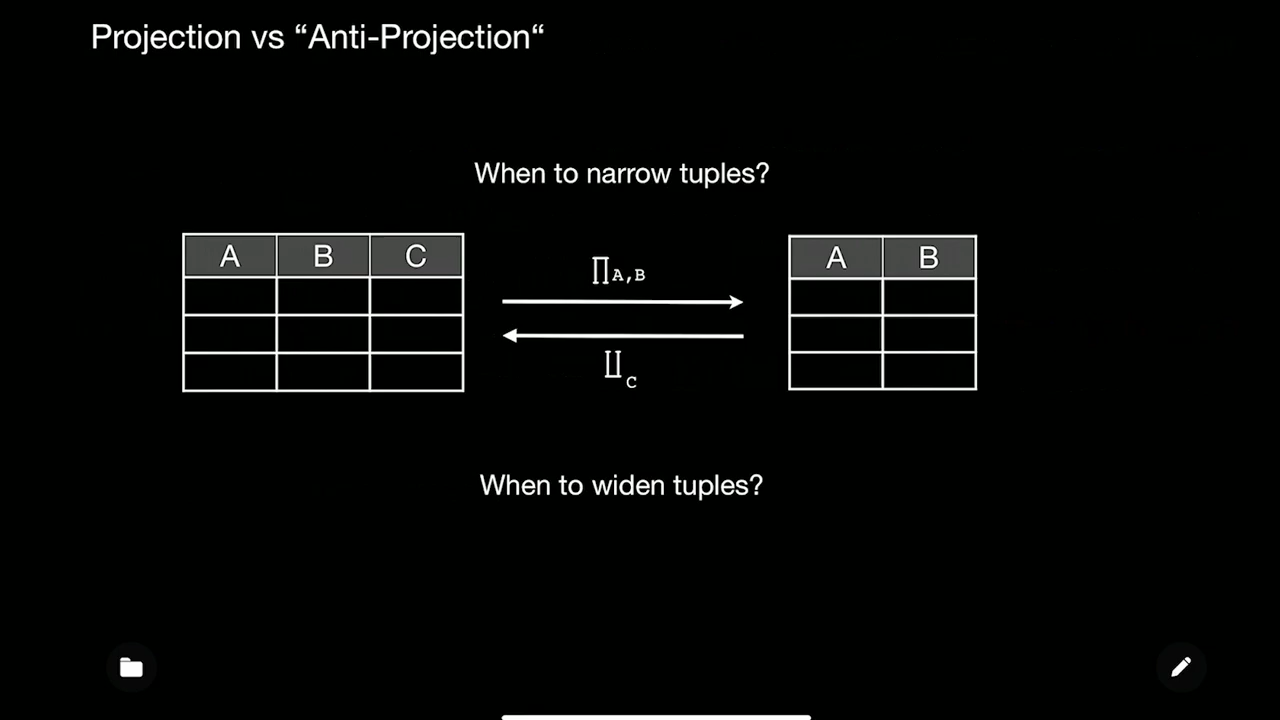 Projection vs “Anti-Projection“
When to narrow tuples?
A B C
∏A,B
A B
∐C
When to widen tuples?